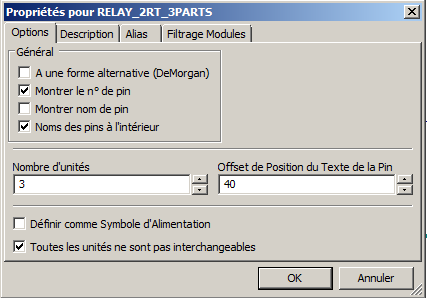 Propriétés pour RELAY_2RT_3PARTS
Options Description Alias Filtrage Modules
Général
A une forme alternative (DeMorgan)
Montrer le n° de pin
Montrer nom de pin
Noms des pins à l'intérieur
Nombre d'unités Offset de Position du Texte de la Pin
3 40
Définir comme Symbole d'Alimentation
Toutes les unités ne sont pas interchangeables
OK Annuler